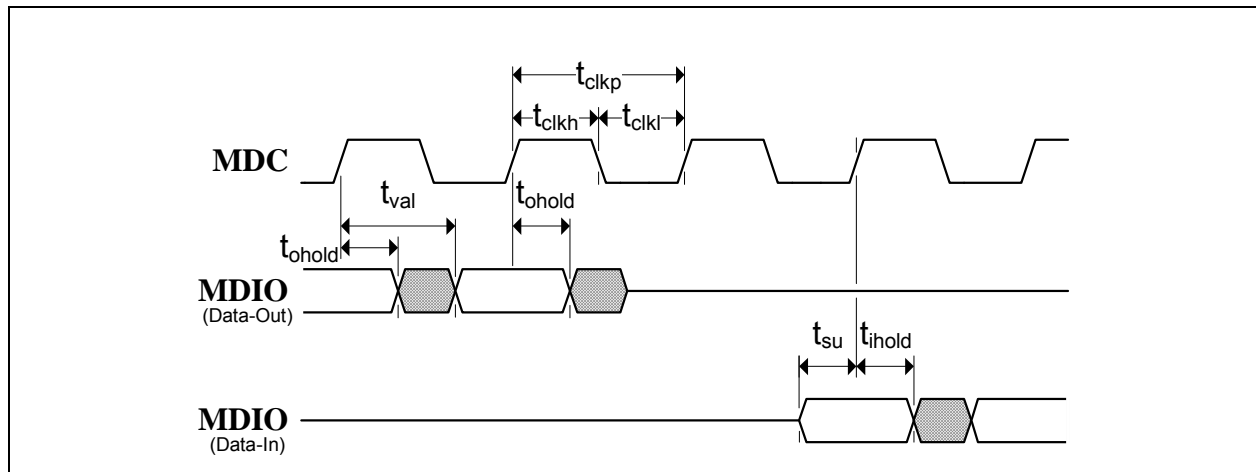 tclkp
tclkh tclkl
MDC
tval tohold
tohold
MDIO
(Data-Out)
tsu tihold
MDIO
(Data-In)